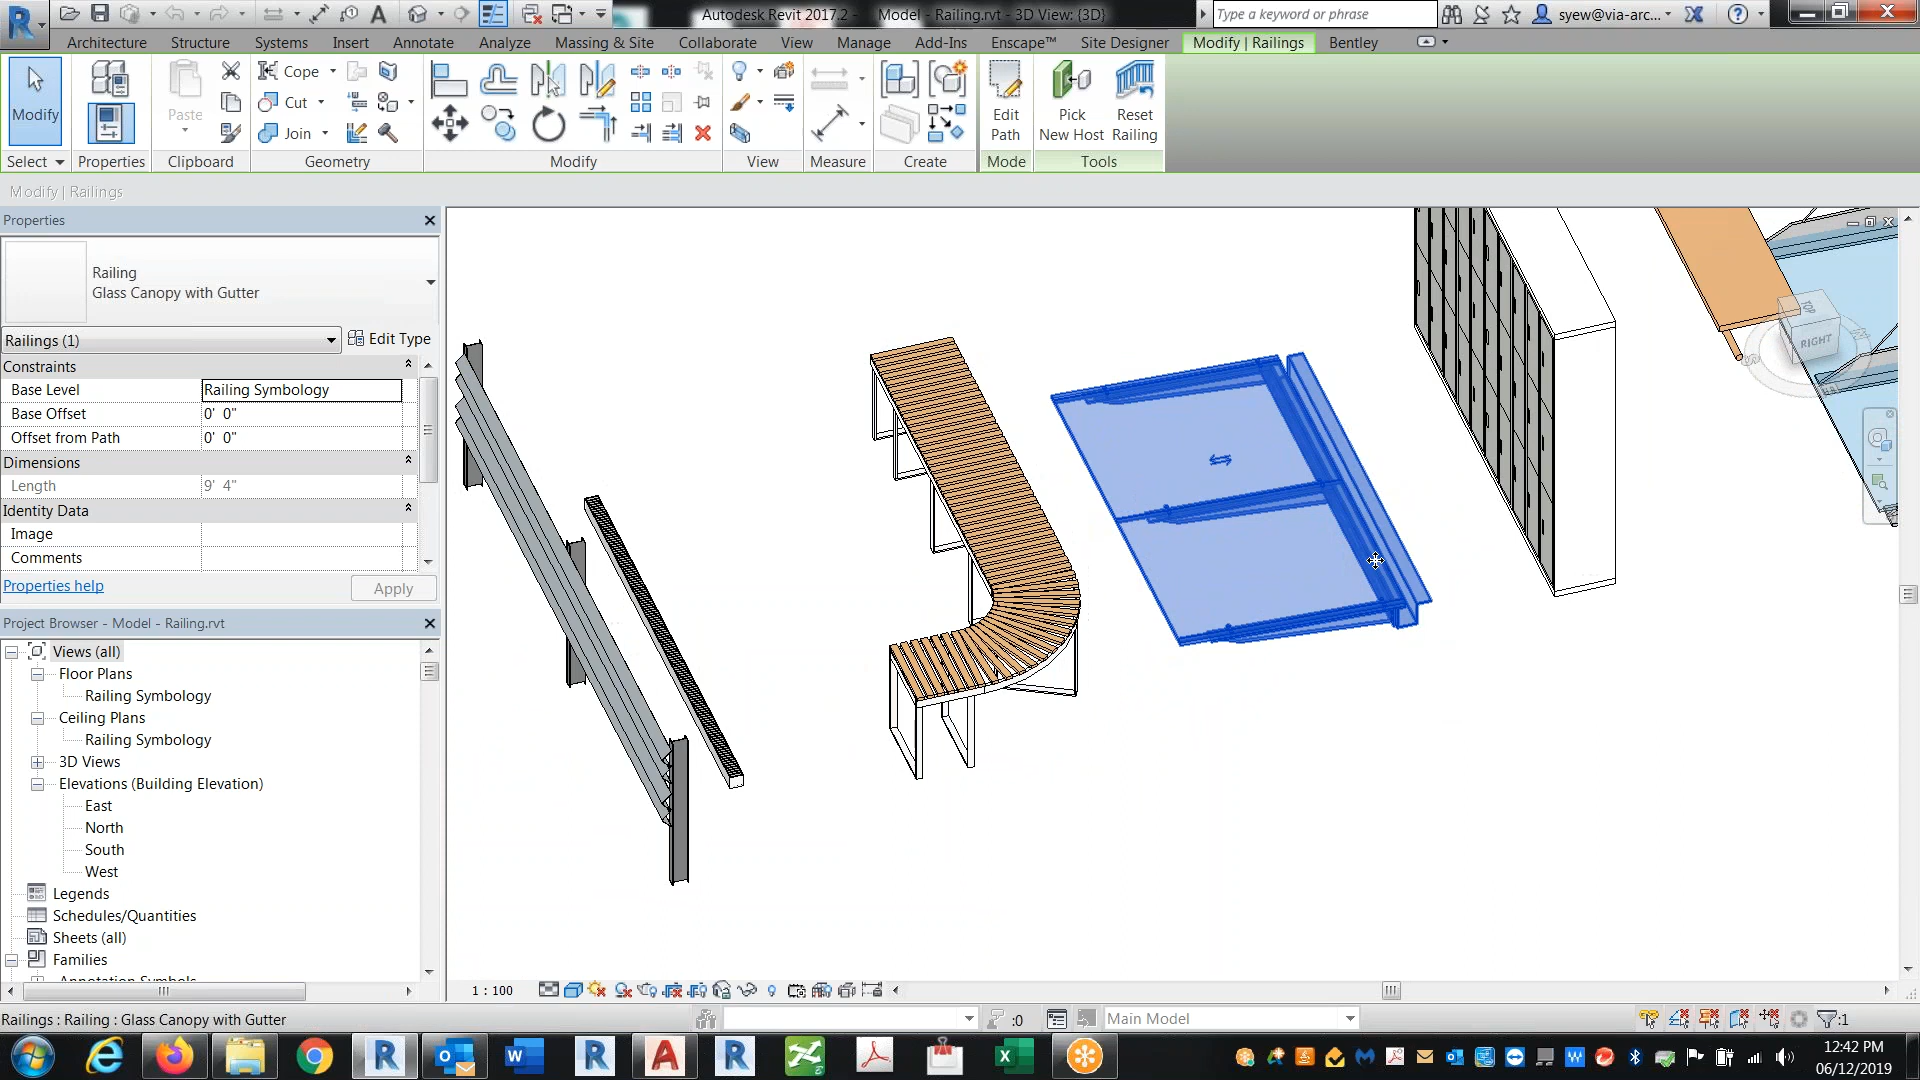 Autodesk Revit 2017.2 - Model - Railing.rvt - 3D View: {3D}
Type a keyword or phrase
syew@via-arc...
Architecture Structure Systems Insert Annotate Analyze Massing & Site Collaborate View Manage Add-Ins Enscape™ Site Designer Modify | Railings Bentley
Modify
Paste
Cope
Cut
Join
Edit Path
Pick New Host
Reset Railing
Select Properties Clipboard Geometry Modify View Measure Create Mode Tools
Modify | Railings
Properties
Railing
Glass Canopy with Gutter
Railings (1)
Edit Type
Constraints
Base Level Railing Symbology
Base Offset 0' 0"
Offset from Path 0' 0"
Dimensions
Length 9' 4"
Identity Data
Image
Comments
Properties help
Apply
Project Browser - Model - Railing.rvt
Views (all)
Floor Plans
Railing Symbology
Ceiling Plans
Railing Symbology
3D Views
Elevations (Building Elevation)
East
North
South
West
Legends
Schedules/Quantities
Sheets (all)
Families
Annotation Symbols
TOP
RIGHT
1 : 100
Railings : Railing : Glass Canopy with Gutter
:0
Main Model
:1
12:42 PM
06/12/2019